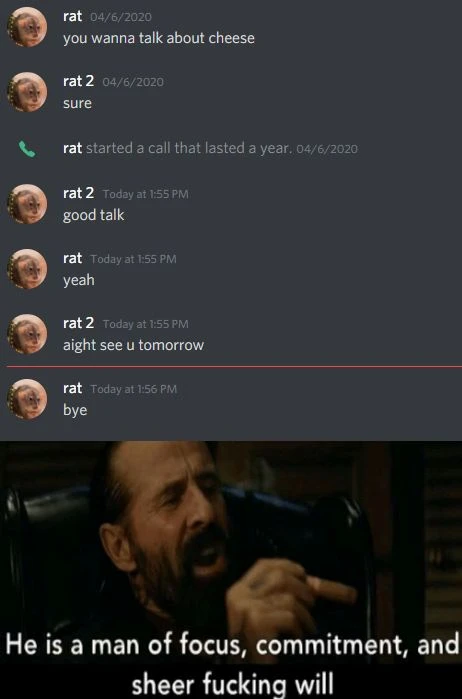 rat 04/6/2020
you wanna talk about cheese
rat 2 04/6/2020
sure
rat started a call that lasted a year. 04/6/2020
rat 2 Today at 1:55 PM
good talk
rat Today at 1:55 PM
yeah
rat 2 Today at 1:55 PM
aight see u tomorrow
rat Today at 1:56 PM
bye
He is a man of focus, commitment, and
sheer fucking will